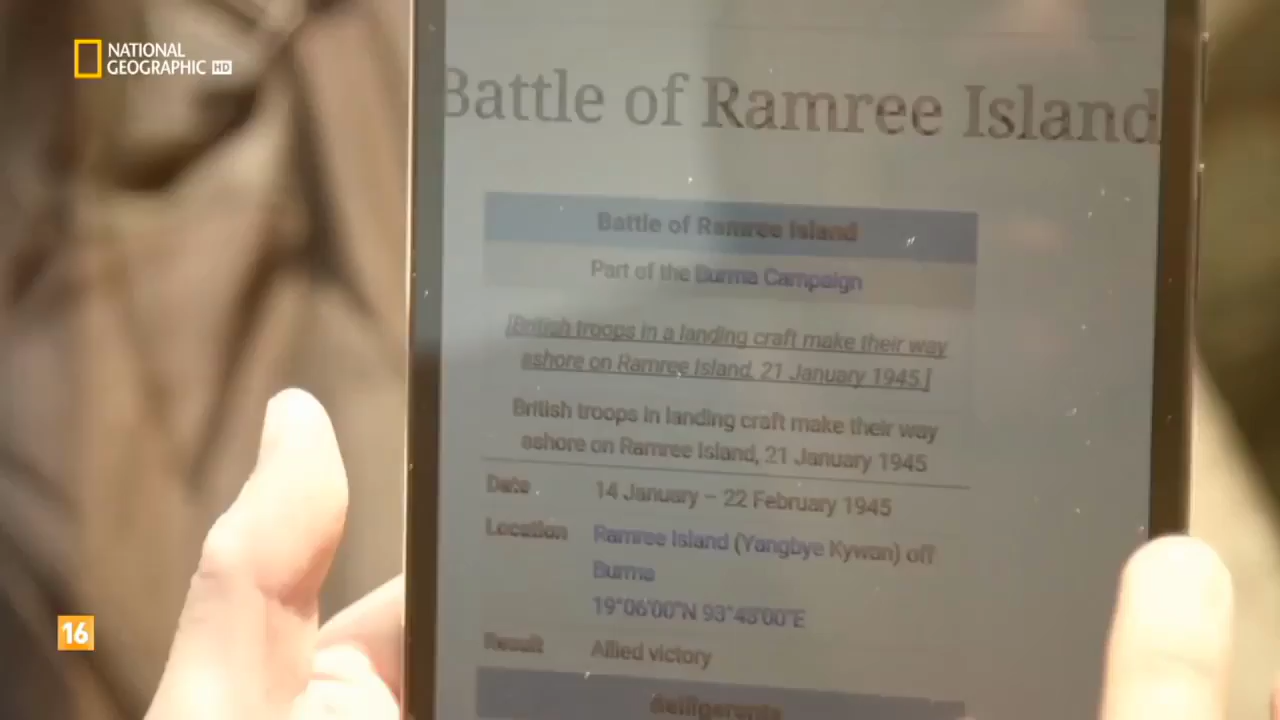 NATIONAL
GEOGRAPHIC HD
Battle of Ramree Island
Battle of Ramree Island
Part of the Burma Campaign
[British troops in a landing craft make their way
ashore on Ramree Island, 21 January 1945.]
British troops in landing craft make their way
ashore on Ramree Island, 21 January 1945
Date 14 January – 22 February 1945
Location Ramree Island (Yangbye Kywan) off
Burma
19°06'00"N 93°48'00"E
Result Allied victory
Belligerents
16